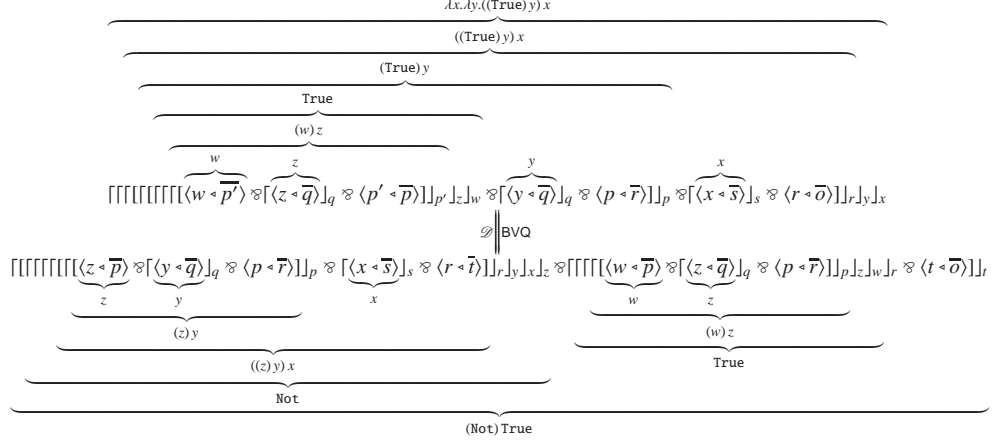 λx.λy.((True) y) x
((True) y) x
(True) y
True
(w) z
w z y x
⌈⌈⌈⌈[⌈⌈[⌈⌈⌈[⟨w ◃ p̅'̅⟩ ⅋⌈⟨z ◃ q̅⟩⌋_q ⅋ ⟨p' ◃ p̅⟩]⌋_p'⌋_z⌋_w ⅋⌈⟨y ◃ q̅⟩⌋_q ⅋ ⟨p ◃ r̅⟩]⌋_p ⅋⌈⟨x ◃ s̅⟩⌋_s ⅋ ⟨r ◃ o̅⟩]⌋_r⌋_y⌋_x
𝒟 ‖ BVQ
⌈[⌈⌈⌈⌈[⌈[⟨z ◃ p̅⟩ ⅋⌈⟨y ◃ q̅⟩⌋_q ⅋ ⟨p ◃ r̅⟩]⌋_p ⅋ ⌈⟨x ◃ s̅⟩⌋_s ⅋ ⟨r ◃ t̅⟩]⌋_r⌋_y⌋_x⌋_z ⅋⌈⌈⌈⌈[⟨w ◃ p̅⟩ ⅋⌈⟨z ◃ q̅⟩⌋_q ⅋ ⟨p ◃ r̅⟩]⌋_p⌋_z⌋_w⌋_r ⅋ ⟨t ◃ o̅⟩]⌋_t
z y x w z
(z) y (w) z
((z) y) x True
Not
(Not) True